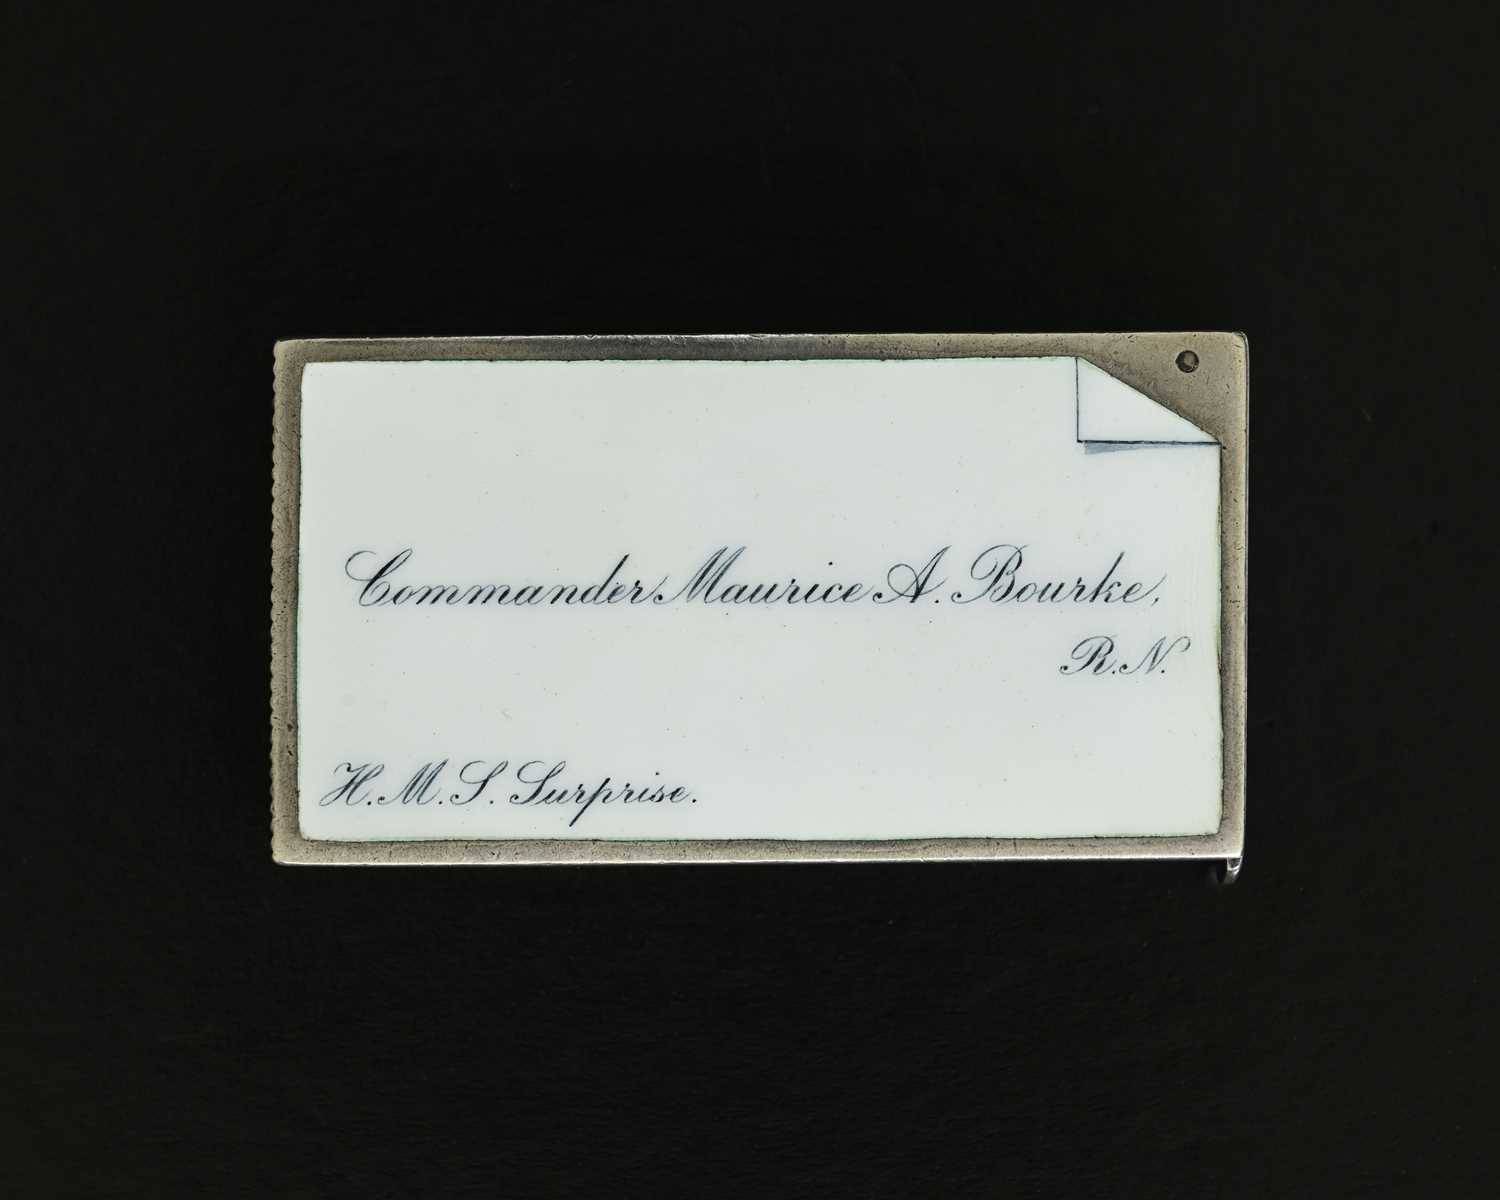 Commander Maurice A. Bourke,
R.N.
H.M.S. Surprise.